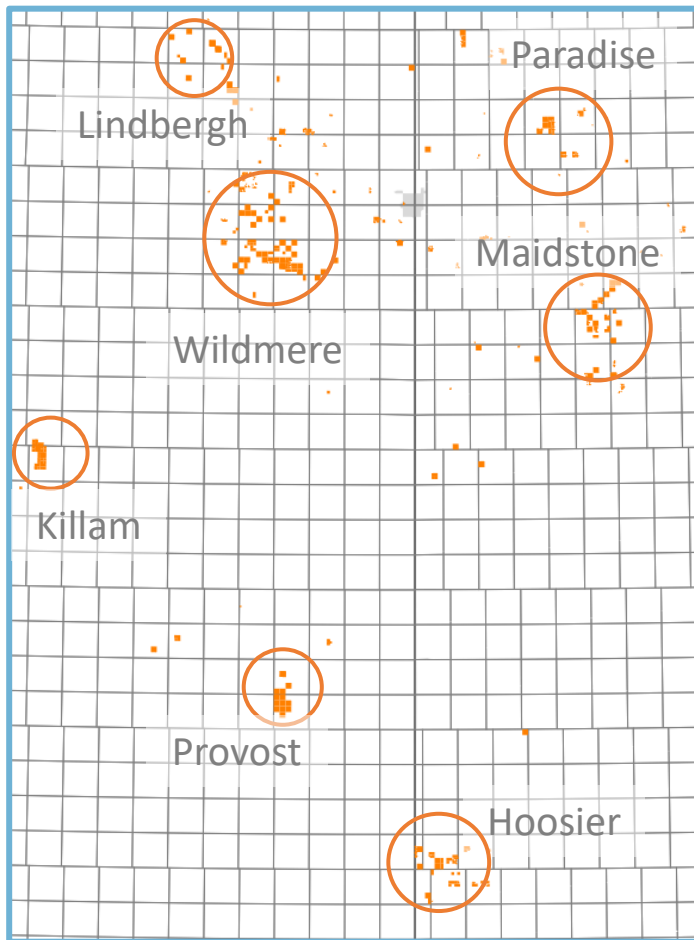 Paradise
Lindbergh
Maidstone
Wildmere
Killam
Provost
Hoosier